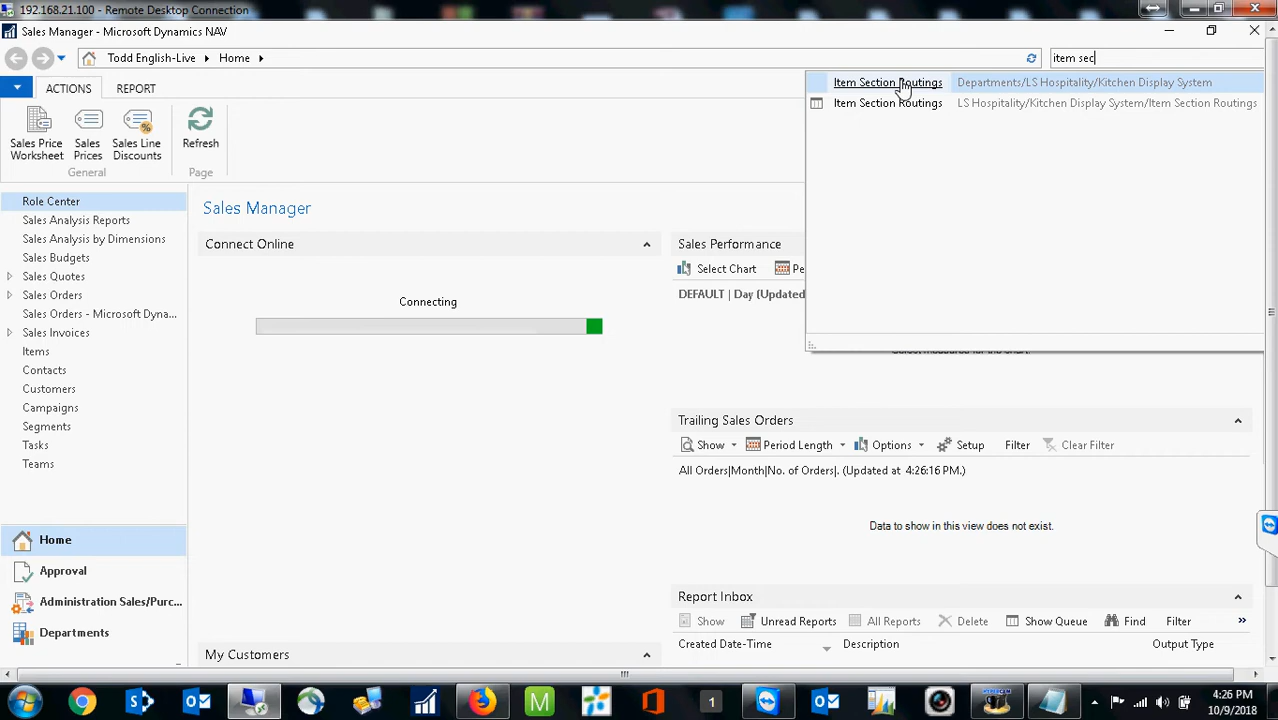 192.168.21.100 - Remote Desktop Connection
Sales Manager - Microsoft Dynamics NAV
Todd English-Live
Home
item sec
ACTIONS
REPORT
Item Section Routings
Departments/LS Hospitality/Kitchen Display System
Item Section Routings
LS Hospitality/Kitchen Display System/Item Section Routings
Sales Price Worksheet
Sales Prices
Sales Line Discounts
Refresh
General
Page
Role Center
Sales Analysis Reports
Sales Analysis by Dimensions
Sales Budgets
Sales Quotes
Sales Orders
Sales Orders - Microsoft Dyna...
Sales Invoices
Items
Contacts
Customers
Campaigns
Segments
Tasks
Teams
Home
Approval
Administration Sales/Purc...
Departments
Sales Manager
Connect Online
Connecting
My Customers
Sales Performance
Select Chart
Pe
DEFAULT | Day (Updated
Trailing Sales Orders
Show
Period Length
Options
Setup
Filter
Clear Filter
All Orders|Month|No. of Orders|. (Updated at 4:26:16 PM.)
Data to show in this view does not exist.
Report Inbox
Show
Unread Reports
All Reports
Delete
Show Queue
Find
Filter
Created Date-Time
Description
Output Type
1
4:26 PM
10/9/2018